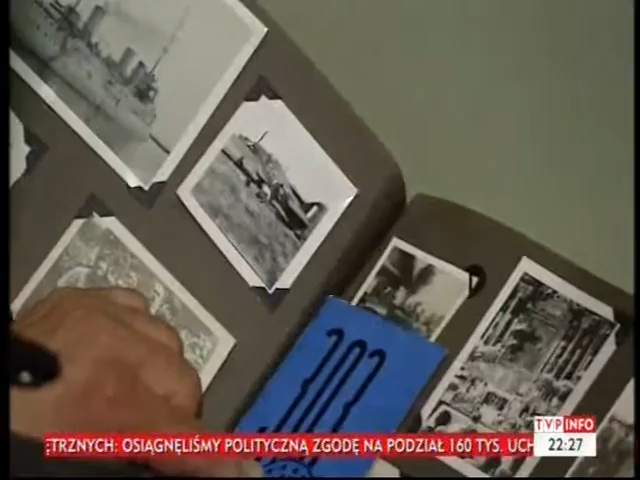 303
ĘTRZNYCH: OSIĄGNĘLIŚMY POLITYCZNĄ ZGODĘ NA PODZIAŁ 160 TYS. UCH
TVP INFO
22:27